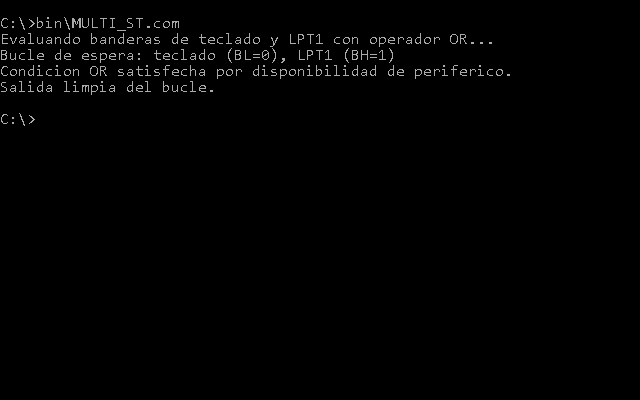 C:\>bin\MULTI_ST.com
Evaluando banderas de teclado y LPT1 con operador OR...
Bucle de espera: teclado (BL=0), LPT1 (BH=1)
Condicion OR satisfecha por disponibilidad de periferico.
Salida limpia del bucle.
C:\>